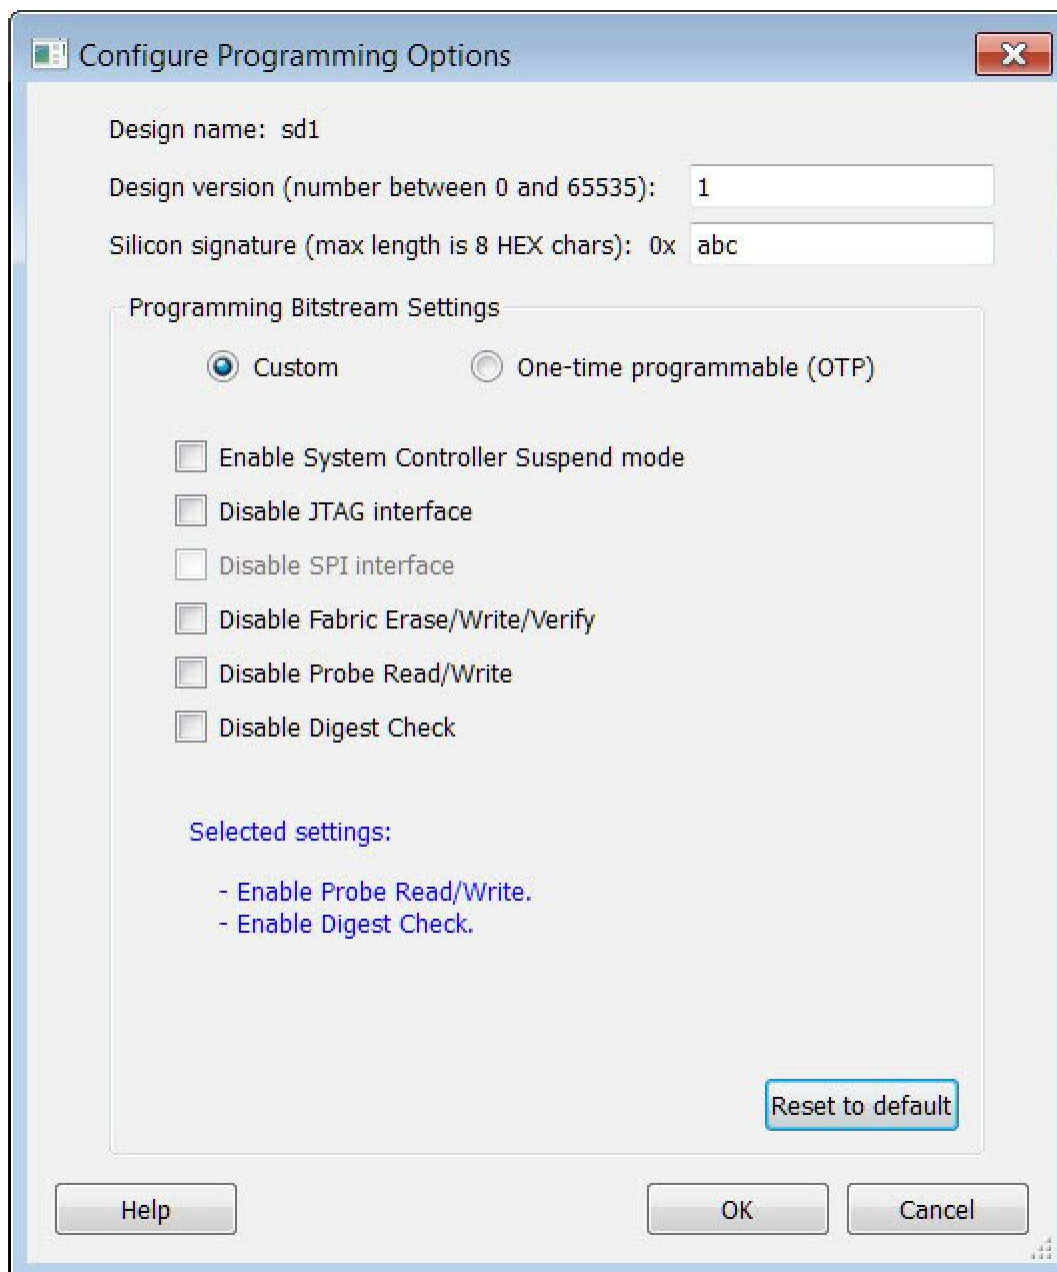 Configure Programming Options
Design name: sd1
Design version (number between 0 and 65535): 1
Silicon signature (max length is 8 HEX chars): 0x abc
Programming Bitstream Settings
Custom One-time programmable (OTP)
Enable System Controller Suspend mode
Disable JTAG interface
Disable SPI interface
Disable Fabric Erase/Write/Verify
Disable Probe Read/Write
Disable Digest Check
Selected settings:
- Enable Probe Read/Write.
- Enable Digest Check.
Reset to default
Help OK Cancel